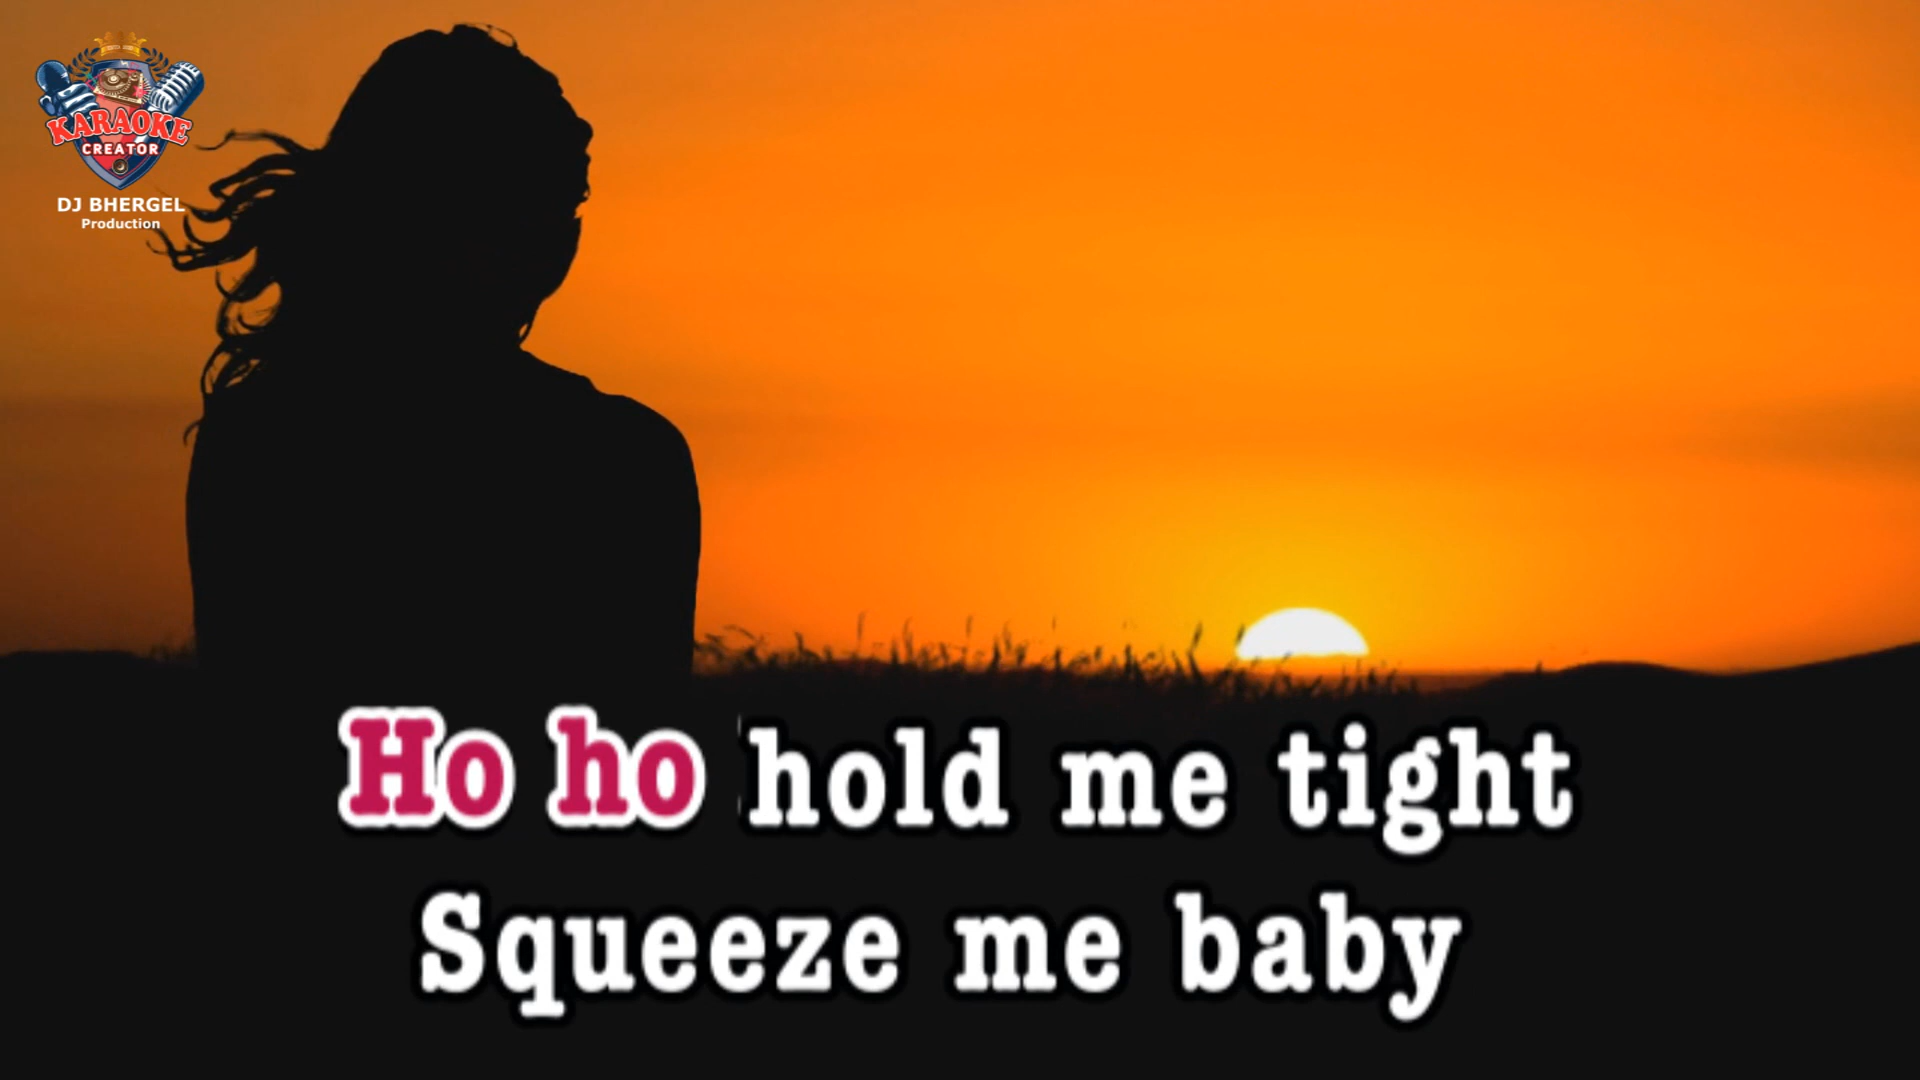 KARAOKE
CREATOR
DJ BHERGEL
Production
Ho ho hold me tight
Squeeze me baby